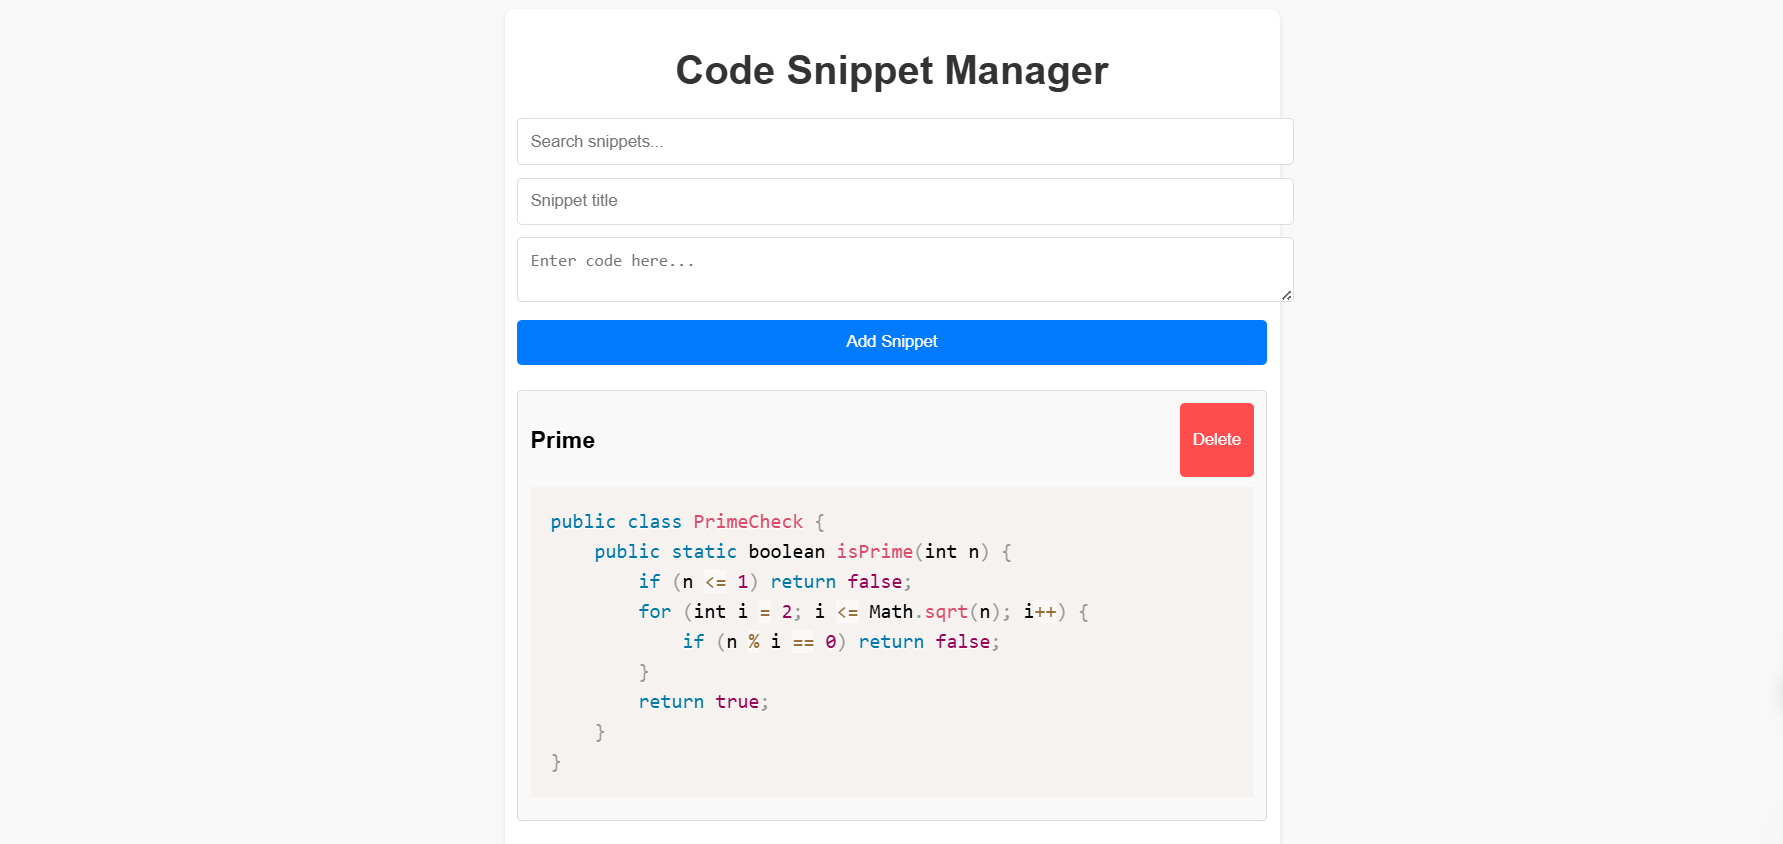 Code Snippet Manager
Search snippets...
Snippet title
Enter code here...
Add Snippet
Prime
Delete
public class PrimeCheck {
    public static boolean isPrime(int n) {
        if (n <= 1) return false;
        for (int i = 2; i <= Math.sqrt(n); i++) {
            if (n % i == 0) return false;
        }
        return true;
    }
}